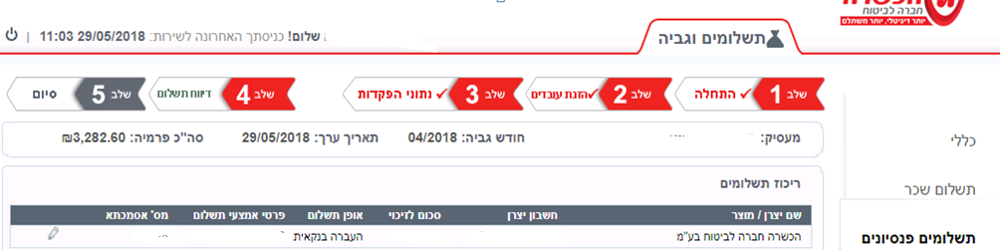 הכשרה
חברה לביטוח
יותר דיגיטלי. יותר משתלם
שלום! כניסתך האחרונה לשירות: 29/05/2018 11:03
תשלומים וגביה
שלב 1 התחלה שלב 2 הזנת עובדים שלב 3 נתוני הפקדות שלב 4 דיווח תשלום שלב 5 סיום
מעסיק: חודש גביה: 04/2018 תאריך ערך: 29/05/2018 סה"כ פרמיה: ₪3,282.60
כללי
ריכוז תשלומים
תשלום שכר
שם יצרן / מוצר חשבון יצרן סכום לזיכוי אופן תשלום פרטי אמצעי תשלום מס' אסמכתא
הכשרה חברה לביטוח בע"מ העברה בנקאית
תשלומים פנסיונים